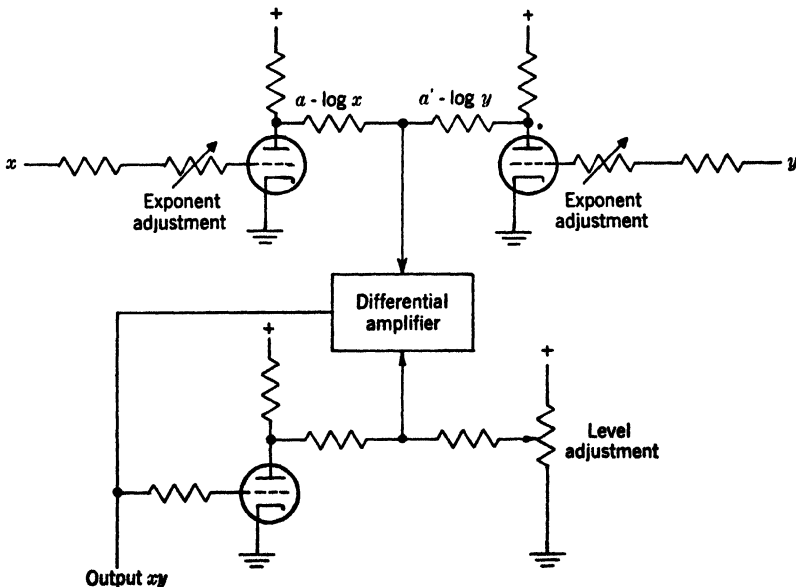 +
+
a - log x
a' - log y
x
y
Exponent
adjustment
Exponent
adjustment
Differential
amplifier
+
+
Level
adjustment
Output xy